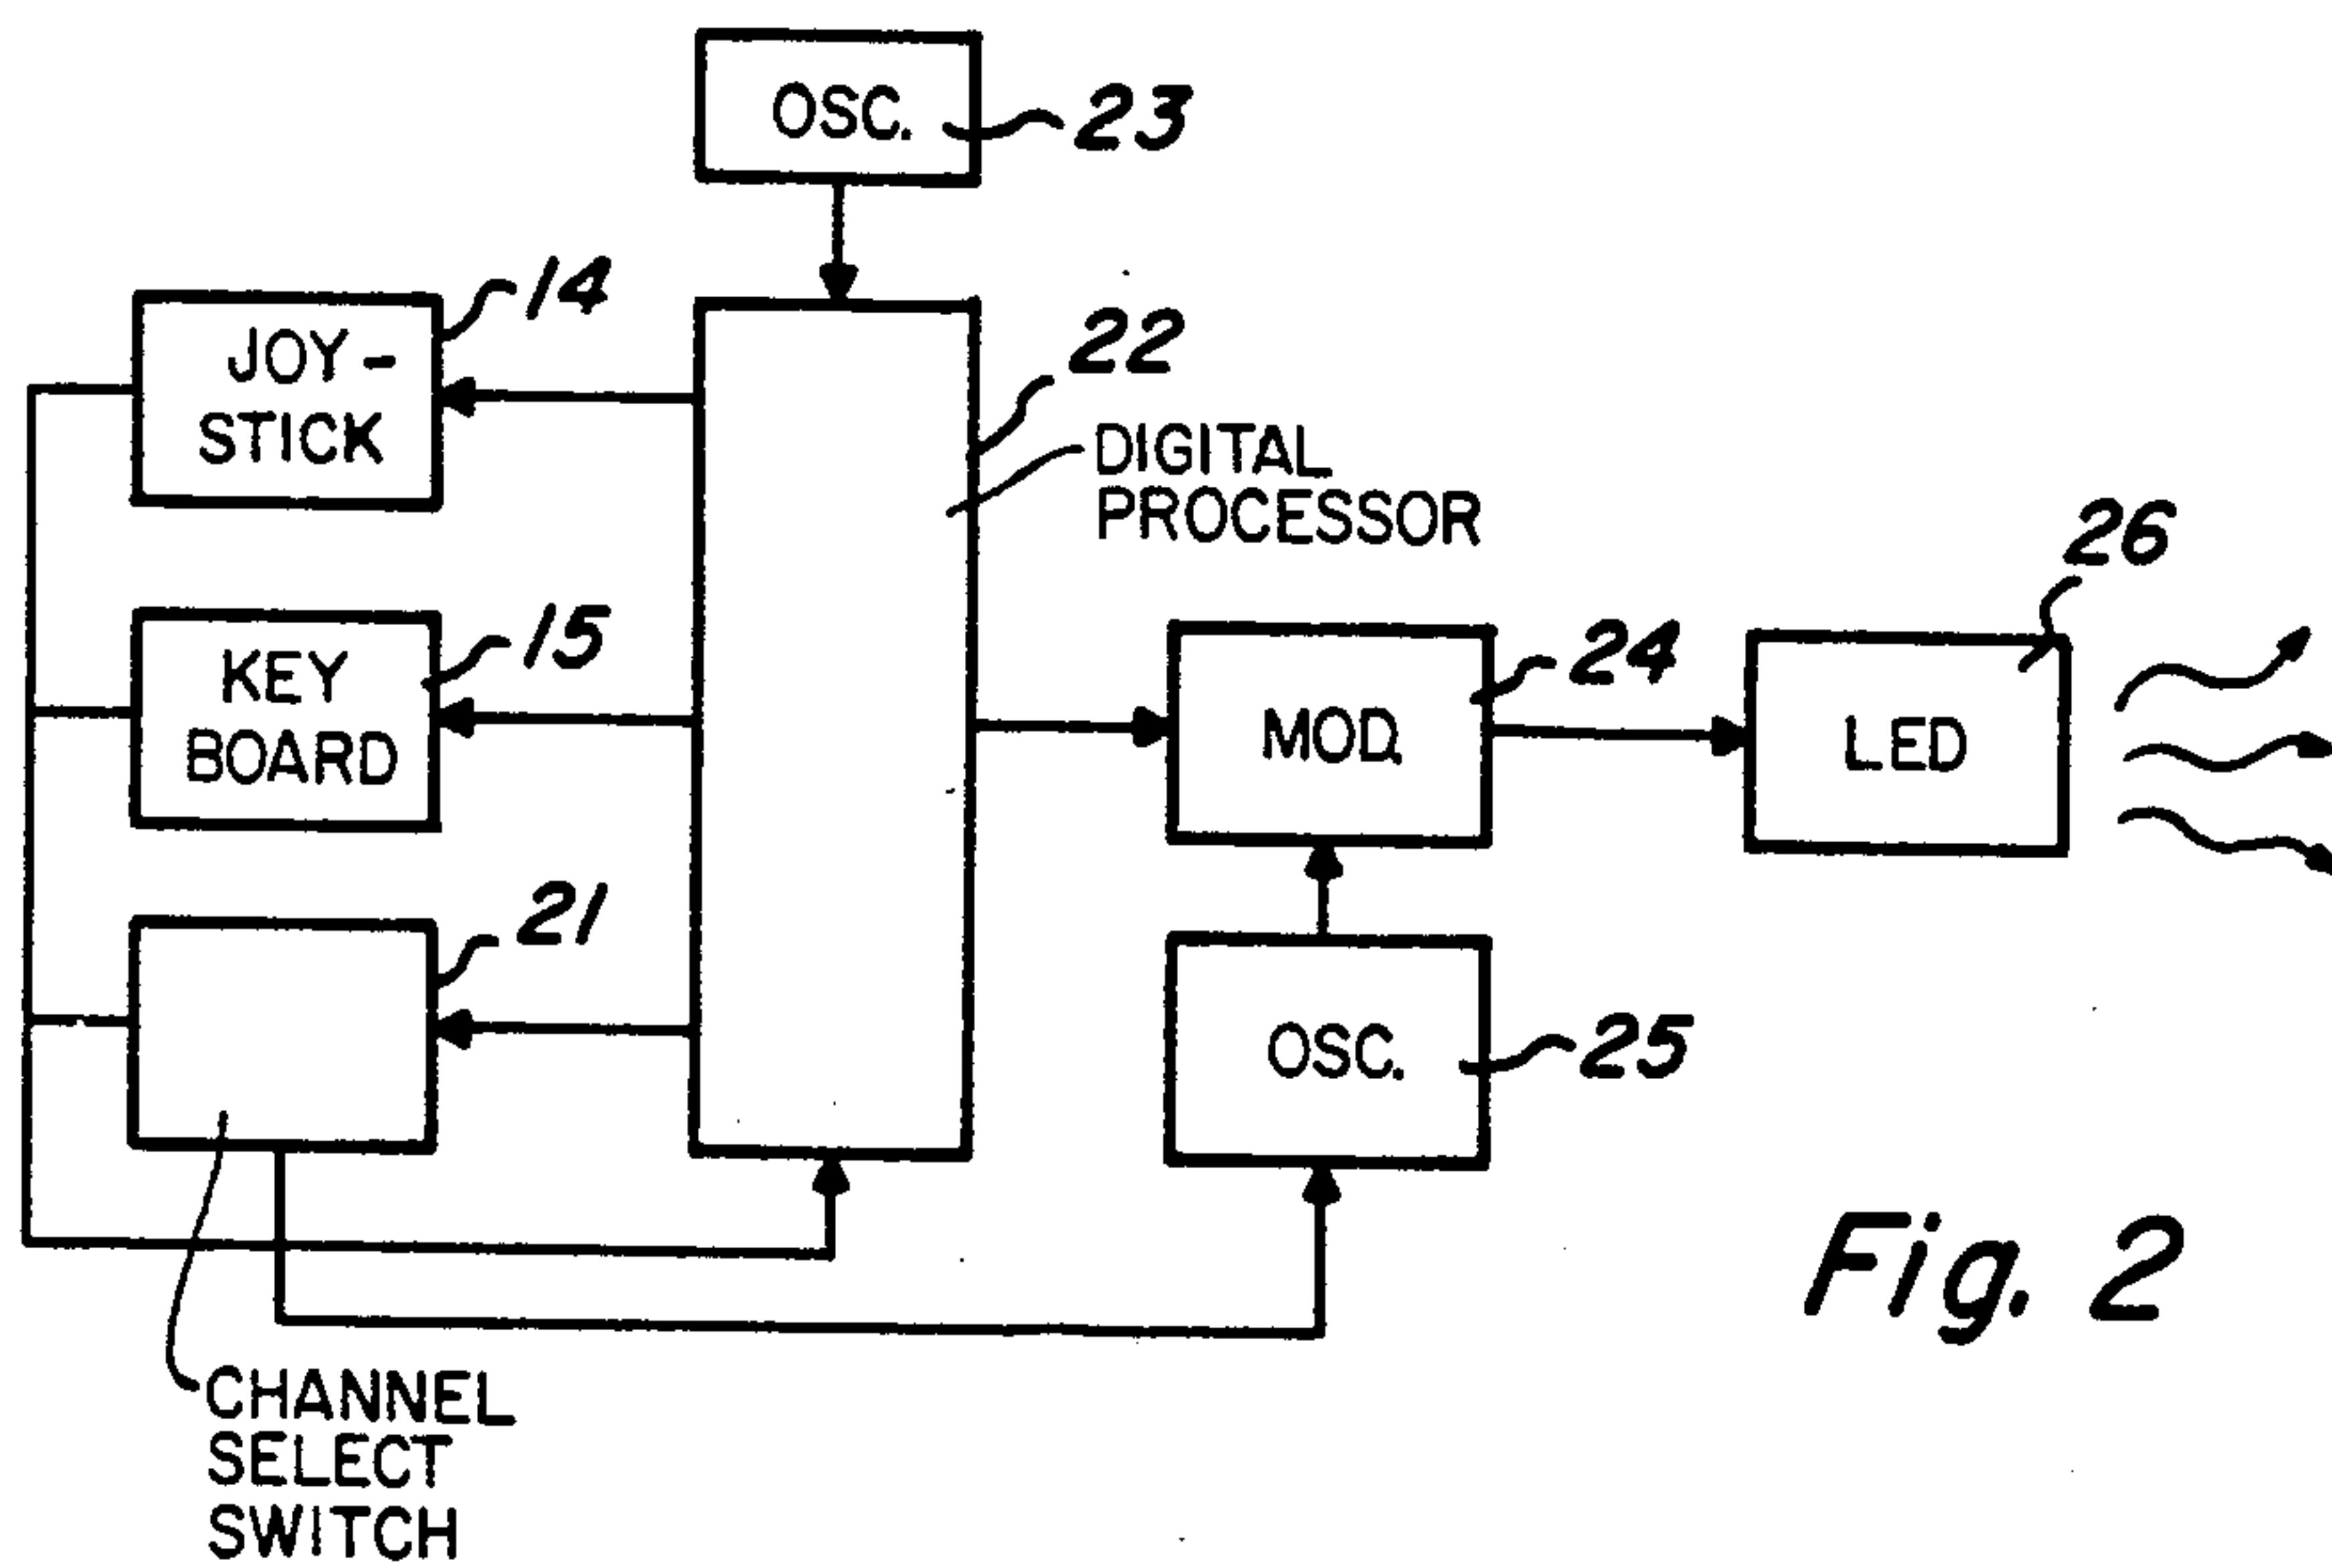 OSC.
23
JOY-
STICK
14
22
DIGITAL
PROCESSOR
KEY
BOARD
15
MOD.
24
LED
26
21
OSC.
25
CHANNEL
SELECT
SWITCH
Fig. 2